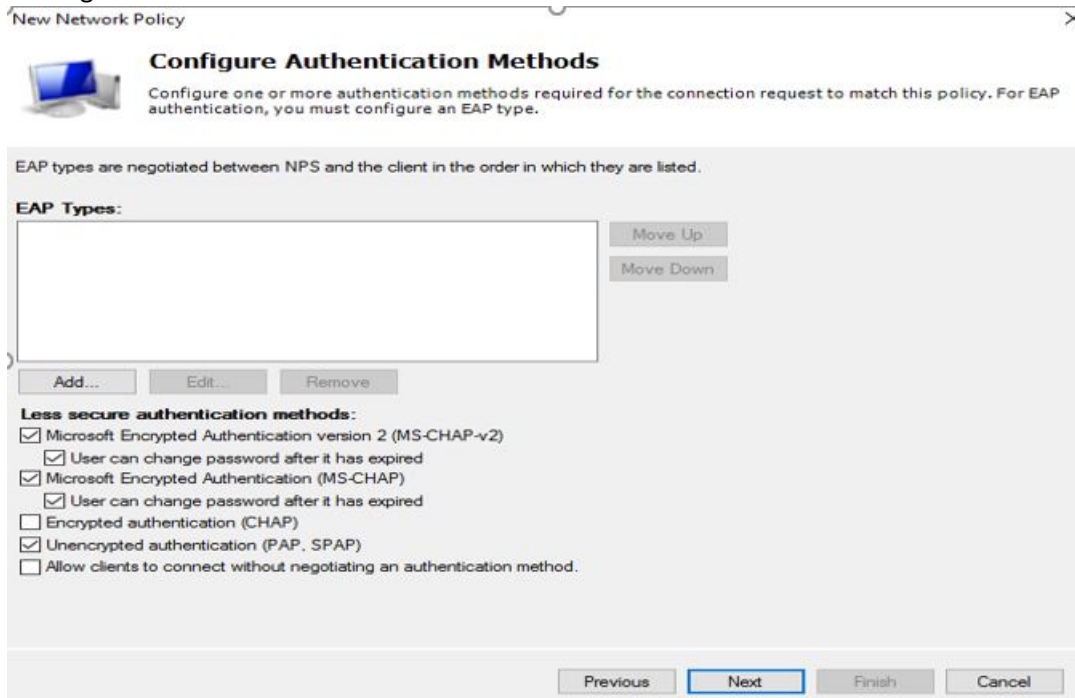 New Network Policy
Configure Authentication Methods
Configure one or more authentication methods required for the connection request to match this policy. For EAP
authentication, you must configure an EAP type.
EAP types are negotiated between NPS and the client in the order in which they are listed.
EAP Types:
Move Up
Move Down
Add... Edit... Remove
Less secure authentication methods:
Microsoft Encrypted Authentication version 2 (MS-CHAP-v2)
User can change password after it has expired
Microsoft Encrypted Authentication (MS-CHAP)
User can change password after it has expired
Encrypted authentication (CHAP)
Unencrypted authentication (PAP, SPAP)
Allow clients to connect without negotiating an authentication method.
Previous Next Finish Cancel